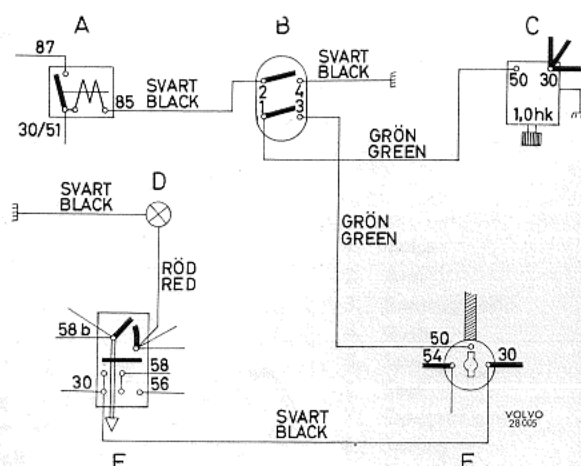 A
B
C
87
SVART
BLACK
85
30/51
2
4
1
3
SVART
BLACK
50
30
1,0hk
GRÖN
GREEN
D
SVART
BLACK
GRÖN
GREEN
RÖD
RED
58 b
58
30
56
50
54
30
SVART
BLACK
VOLVO
28005